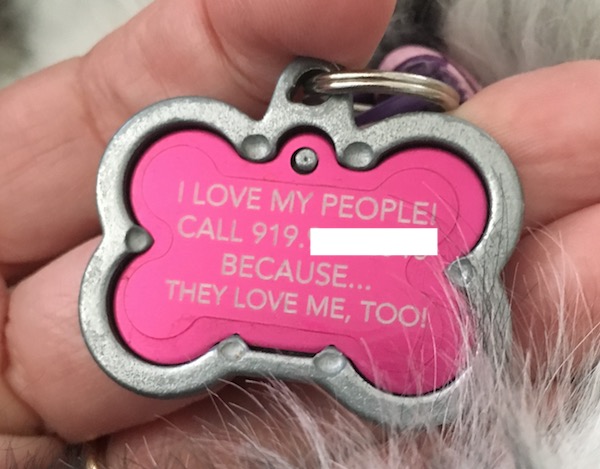 I LOVE MY PEOPLE!
CALL 919.
BECAUSE...
THEY LOVE ME, TOO!